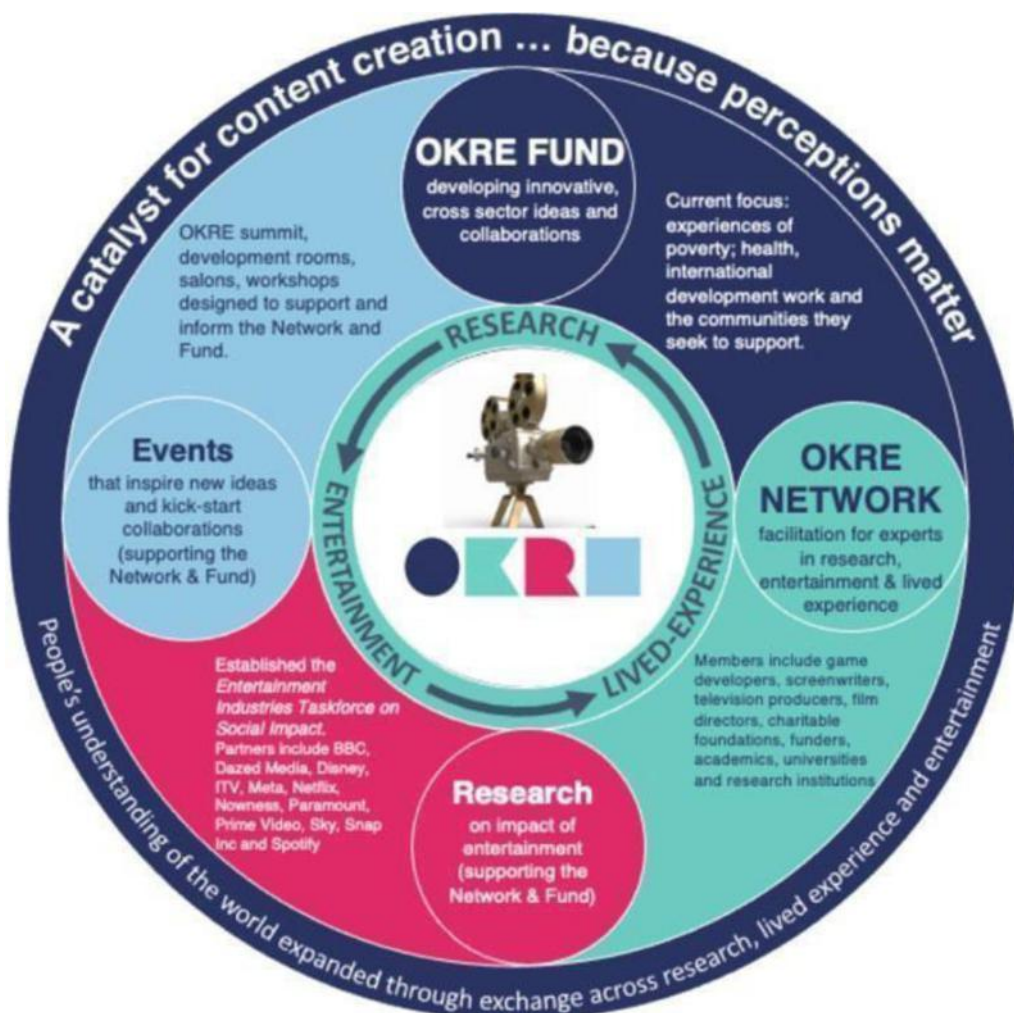 A catalyst for content creation ... because perceptions matter
OKRE FUND
developing innovative,
cross sector ideas and
collaborations
OKRE summit,
development rooms,
salons, workshops
designed to support and
inform the Network and
Fund.
Current focus:
experiences of
poverty; health,
international
development work and
the communities they
seek to support.
RESEARCH
ENTERTAINMENT
LIVED-EXPERIENCE
OKRE
Events
that inspire new ideas
and kick-start
collaborations
(supporting the
Network & Fund)
OKRE
NETWORK
facilitation for experts
in research,
entertainment & lived
experience
Established the
Entertainment
Industries Taskforce on
Social Impact.
Partners include BBC,
Dazed Media, Disney,
ITV, Meta, Netflix,
Nowness, Paramount,
Prime Video, Sky, Snap
Inc and Spotify
Members include game
developers, screenwriters,
television producers, film
directors, charitable
foundations, funders,
academics, universities
and research institutions
Research
on impact of
entertainment
(supporting the
Network & Fund)
People's understanding of the world expanded through exchange across research, lived experience and entertainment